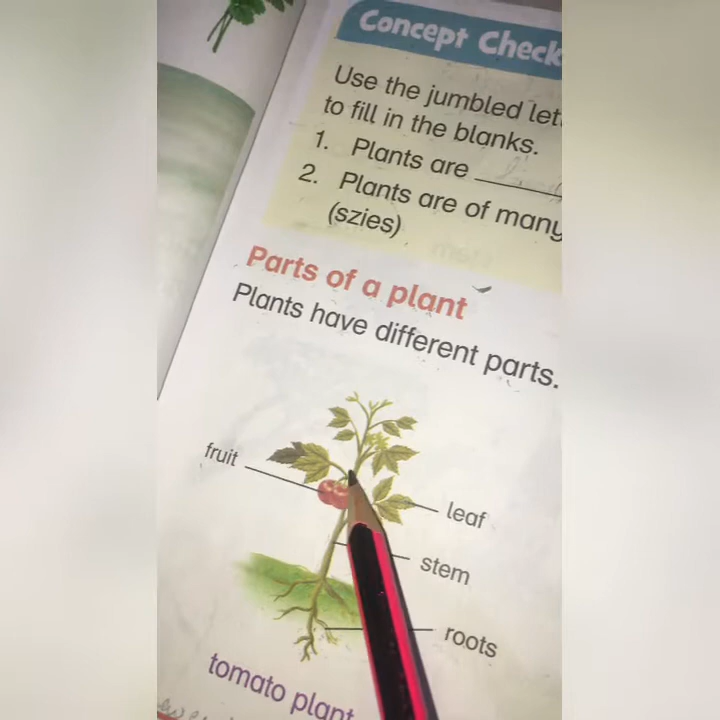 Concept Check
Use the jumbled
to fill in the blanks.
1. Plants are
2. Plants are of many
(szies)
Parts of a plant
Plants have different parts.
fruit
leaf
stem
roots
tomato plant